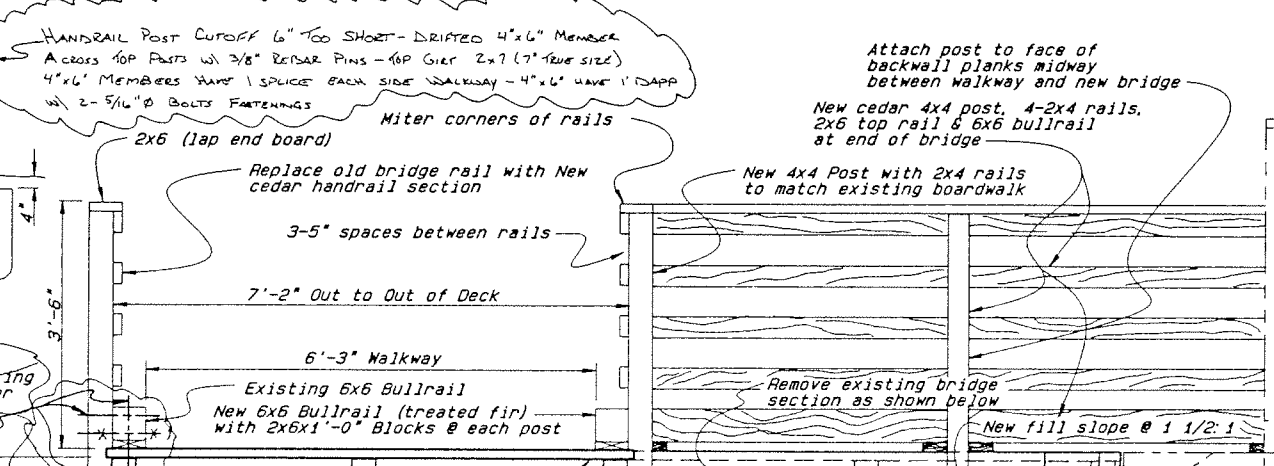 HANDRAIL POST CUTOFF 6" TOO SHORT - DRIFTED 4"x6" MEMBER
ACROSS TOP POSTS W/ 3/8" REBAR PINS - TOP GIRT 2x7 (7" TRUE SIZE)
4"x6" MEMBERS HAVE 1 SPLICE EACH SIDE WALKWAY - 4"x6" HAVE 1' DAPP
W\ 2- 5/16"Ø BOLTS FASTENINGS
2x6 (lap end board)
Miter corners of rails
Replace old bridge rail with New
cedar handrail section
3-5" spaces between rails
Attach post to face of
backwall planks midway
between walkway and new bridge
New cedar 4x4 post, 4-2x4 rails,
2x6 top rail & 6x6 bullrail
at end of bridge
New 4x4 Post with 2x4 rails
to match existing boardwalk
4"
3'-6"
7'-2" Out to Out of Deck
6'-3" Walkway
Existing 6x6 Bullrail
New 6x6 Bullrail (treated fir)
with 2x6x1'-0" Blocks @ each post
Remove existing bridge
section as shown below
New fill slope @ 1 1/2:1